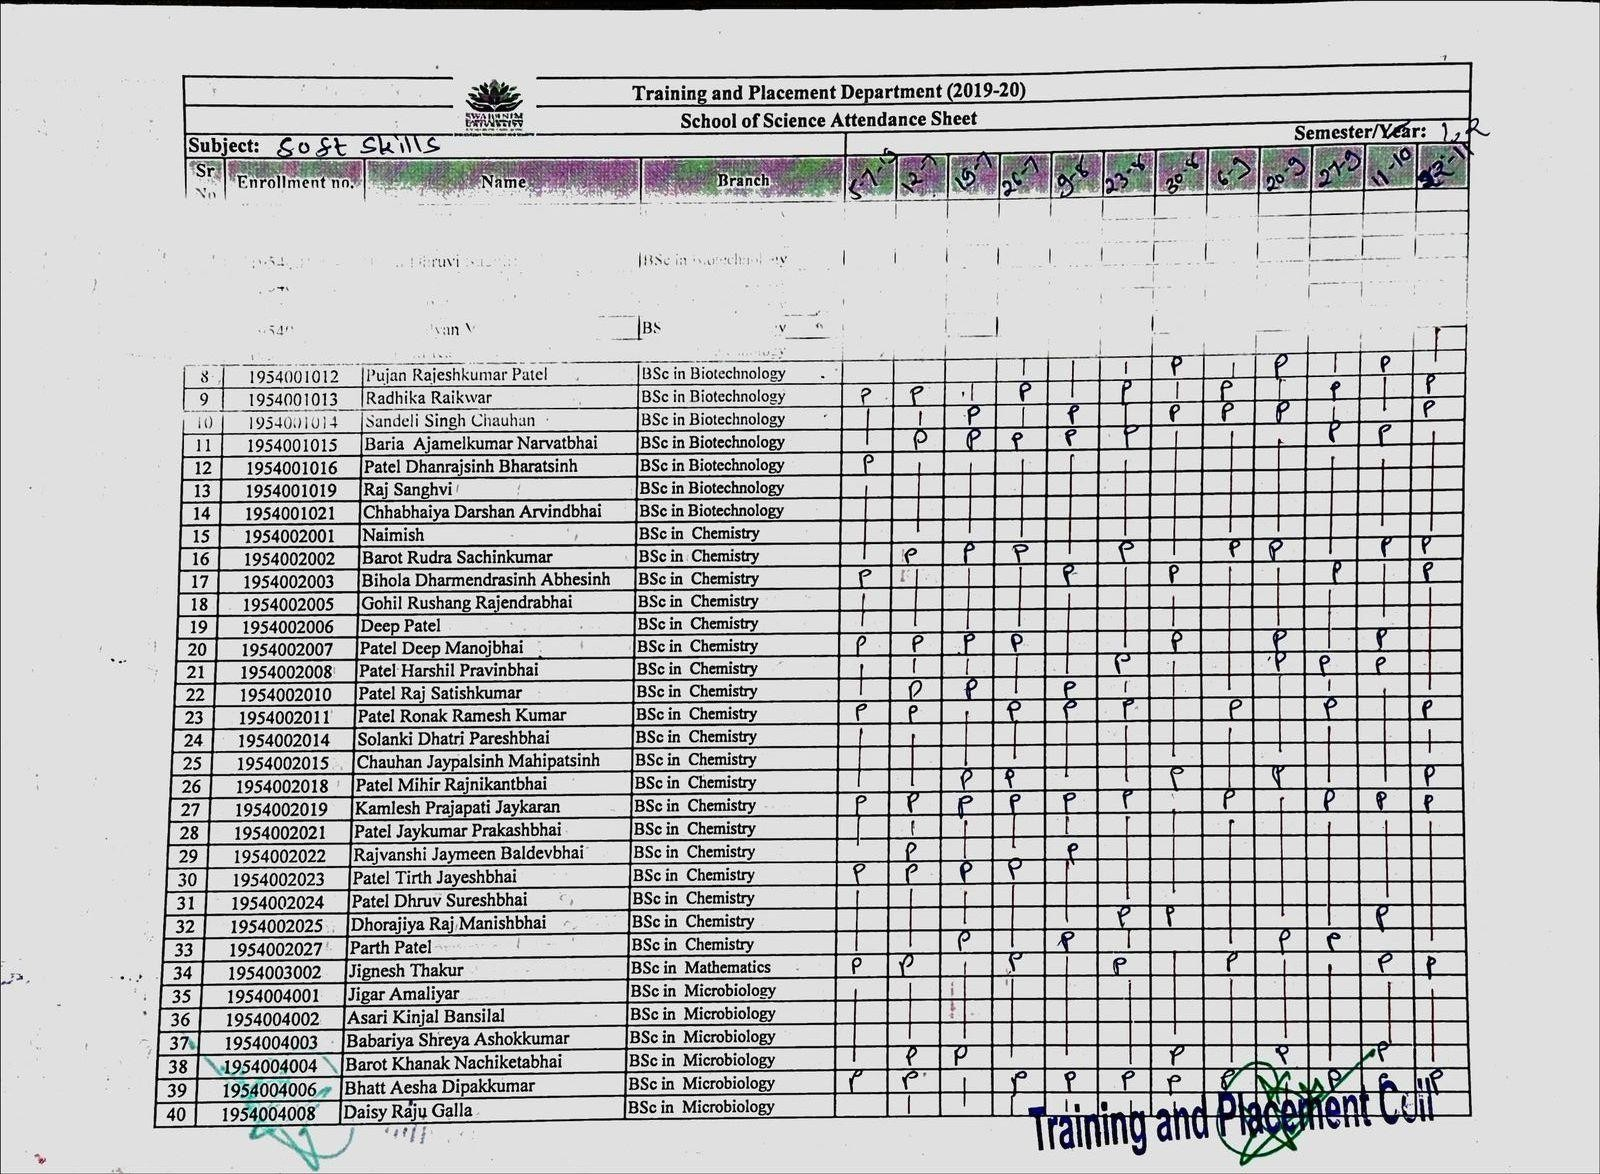 Training and Placement Department (2019-20)
School of Science Attendance Sheet
SWARRNIM
UNIVERSITY
Subject: Soft Skills Semester/Year: 1,2
Sr No Enrollment no. Name Branch 5-7-19 12-7 19-7 26-7 9-8 23-8 30-8 6-9 20-9 27-9 11-10 22-11
BSc in Biotechnology
8 1954001012 Pujan Rajeshkumar Patel BSc in Biotechnology | | | P | P | P
9 1954001013 Radhika Raikwar BSc in Biotechnology P P | P | P | P | P | P
10 1954001014 Sandeli Singh Chauhan BSc in Biotechnology | | P | P | P P P | | P
11 1954001015 Baria Ajamelkumar Narvatbhai BSc in Biotechnology | P P P P P | | | P P |
12 1954001016 Patel Dhanrajsinh Bharatsinh BSc in Biotechnology P | | | | | | | | | | |
13 1954001019 Raj Sanghvi BSc in Biotechnology | | | | | | | | | | | |
14 1954001021 Chhabhaiya Darshan Arvindbhai BSc in Biotechnology | | | | | | | | | | | |
15 1954002001 Naimish BSc in Chemistry | | | | | | | | | | | |
16 1954002002 Barot Rudra Sachinkumar BSc in Chemistry | P P P | P | P P | P P
17 1954002003 Bihola Dharmendrasinh Abhesinh BSc in Chemistry P | | | P | P | | P | P
18 1954002005 Gohil Rushang Rajendrabhai BSc in Chemistry | | | | | | | | | | | |
19 1954002006 Deep Patel BSc in Chemistry | | | | | | | | | | | |
20 1954002007 Patel Deep Manojbhai BSc in Chemistry P P P P | | P | P | P |
21 1954002008 Patel Harshil Pravinbhai BSc in Chemistry | | | | | P | | P P P |
22 1954002010 Patel Raj Satishkumar BSc in Chemistry | P P | P | | | | | | |
23 1954002011 Patel Ronak Ramesh Kumar BSc in Chemistry P P | P P P | P | P | P
24 1954002014 Solanki Dhatri Pareshbhai BSc in Chemistry | | | | | | | | | | | |
25 1954002015 Chauhan Jaypalsinh Mahipatsinh BSc in Chemistry | | | | | | | | | | | |
26 1954002018 Patel Mihir Rajnikantbhai BSc in Chemistry | | P P | | P | P | | P
27 1954002019 Kamlesh Prajapati Jaykaran BSc in Chemistry P P P P P P | P | P P P
28 1954002021 Patel Jaykumar Prakashbhai BSc in Chemistry | | | | | | | | | | | |
29 1954002022 Rajvanshi Jaymeen Baldevbhai BSc in Chemistry | P | | P | | | | | | |
30 1954002023 Patel Tirth Jayeshbhai BSc in Chemistry P P P P | | | | | | | |
31 1954002024 Patel Dhruv Sureshbhai BSc in Chemistry | | | | | | | | | | | |
32 1954002025 Dhorajiya Raj Manishbhai BSc in Chemistry | | | | | P P | | | P |
33 1954002027 Parth Patel BSc in Chemistry | | P | P | | | P P | |
34 1954003002 Jignesh Thakur BSc in Mathematics P P | P | P | P | | P P
35 1954004001 Jigar Amaliyar BSc in Microbiology | | | | | | | | | | | |
36 1954004002 Asari Kinjal Bansilal BSc in Microbiology | | | | | | | | | | | |
37 1954004003 Babariya Shreya Ashokkumar BSc in Microbiology | | | | | | | | | | | |
38 1954004004 Barot Khanak Nachiketabhai BSc in Microbiology | P P | | | P | P | P |
39 1954004006 Bhatt Aesha Dipakkumar BSc in Microbiology P P | P P P P P P P P
40 1954004008 Daisy Raju Galla BSc in Microbiology
Training and Placement Cell